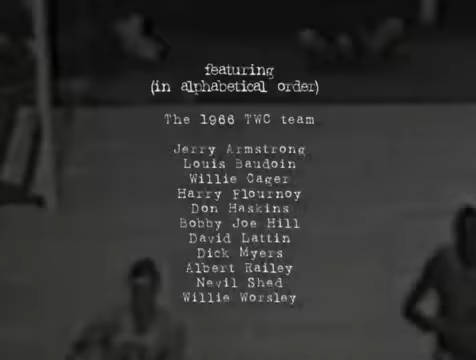 featuring
(in alphabetical order)
The 1966 TWC team
Jerry Armstrong
Louis Baudoin
Willie Cager
Harry Flournoy
Don Haskins
Bobby Joe Hill
David Lattin
Dick Myers
Albert Railey
Nevil Shed
Willie Worsley